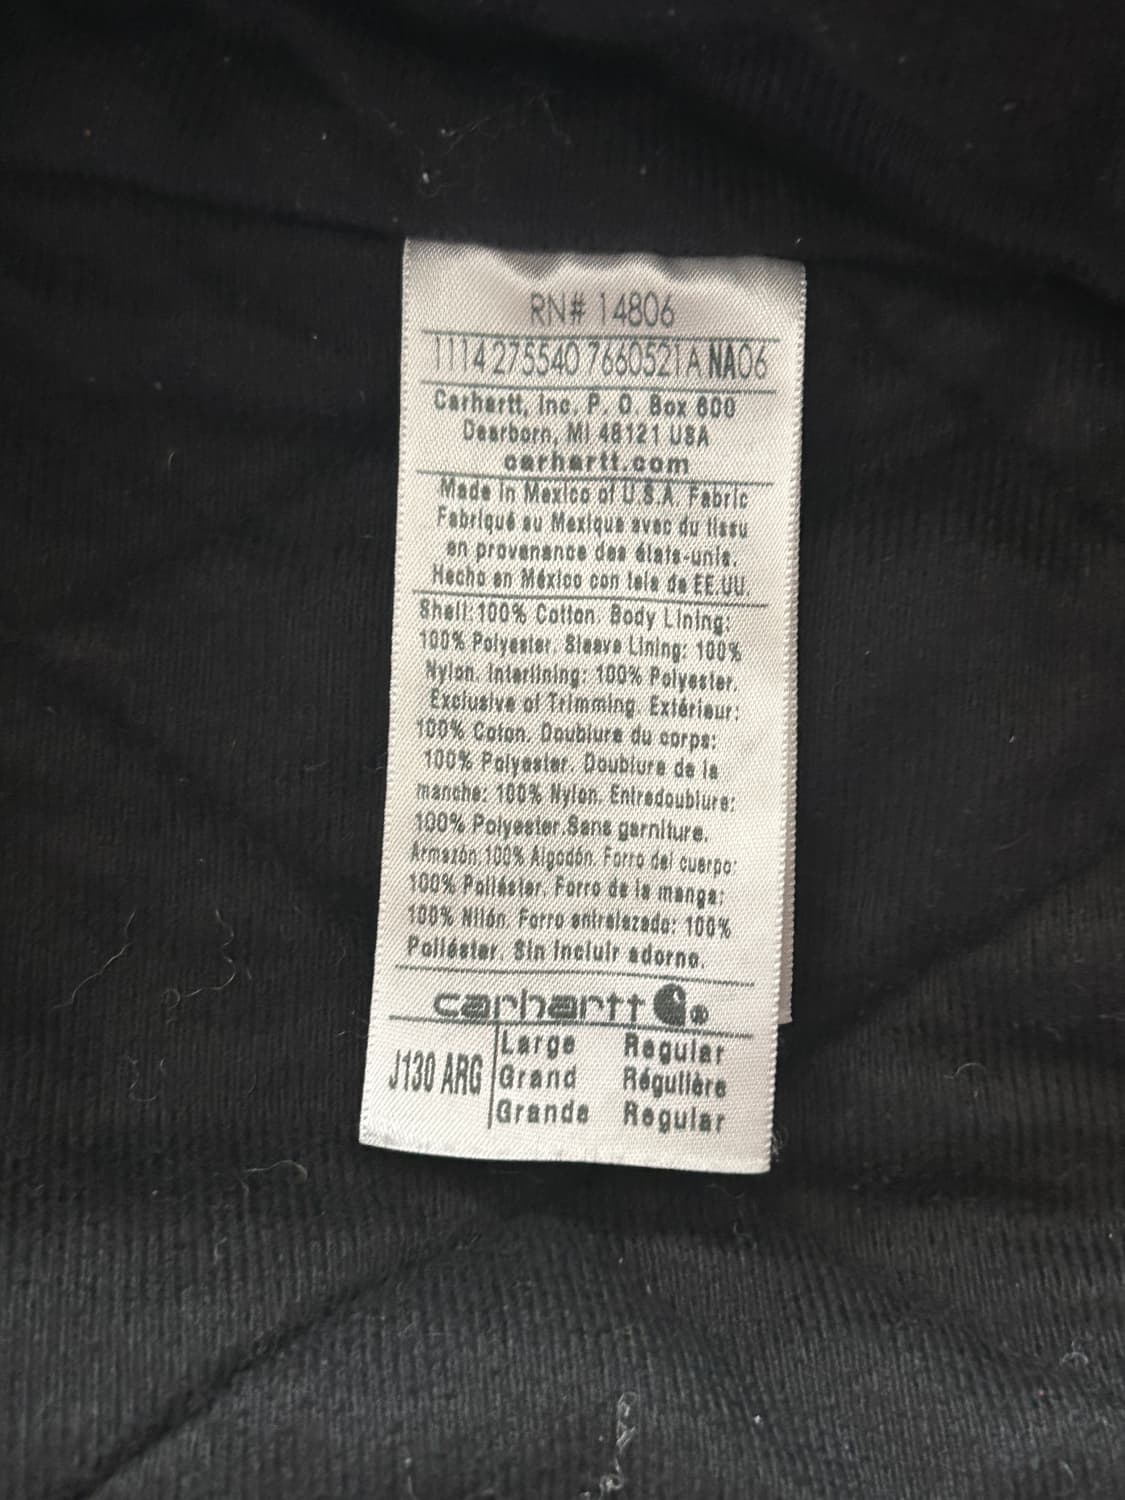 RN# 14806
1114 275540 7660521A NA06
Carhartt, Inc. P. O. Box 600
Dearborn, MI 48121 USA
carhartt.com
Made in Mexico of U.S.A. Fabric
Fabriqué au Mexique avec du tissu
en provenance des états-unis.
Hecho en México con tela de EE.UU.
Shell:100% Cotton. Body Lining:
100% Polyester. Sleeve Lining: 100%
Nylon. Interlining: 100% Polyester.
Exclusive of Trimming. Extérieur:
100% Coton. Doublure du corps:
100% Polyester. Doublure de la
manche: 100% Nylon. Entredoublure:
100% Polyester.Sans garniture.
Armazón:100% Algodón. Forro del cuerpo:
100% Poliéster. Forro de la manga:
100% Nilón. Forro entrelazado: 100%
Poliéster. Sin incluir adorno.
carhartt ®
J130 ARG
Large Regular
Grand Régulière
Grande Regular